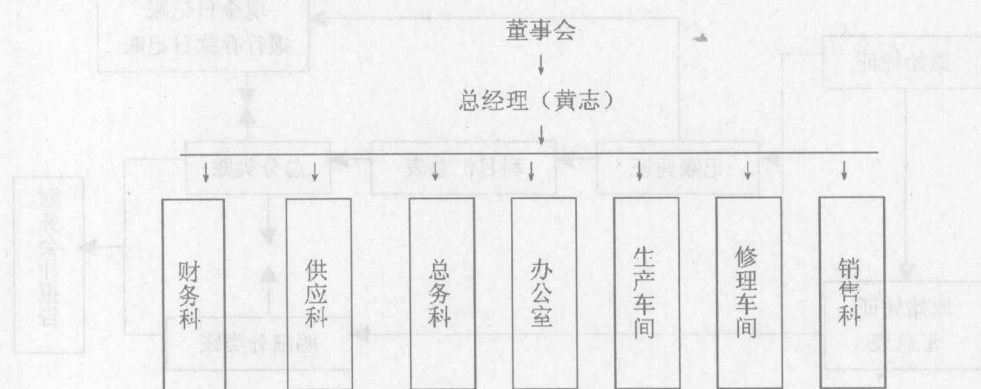 董事会
总经理（黄志）
财务科
供应科
总务科
办公室
生产车间
修理车间
销售科